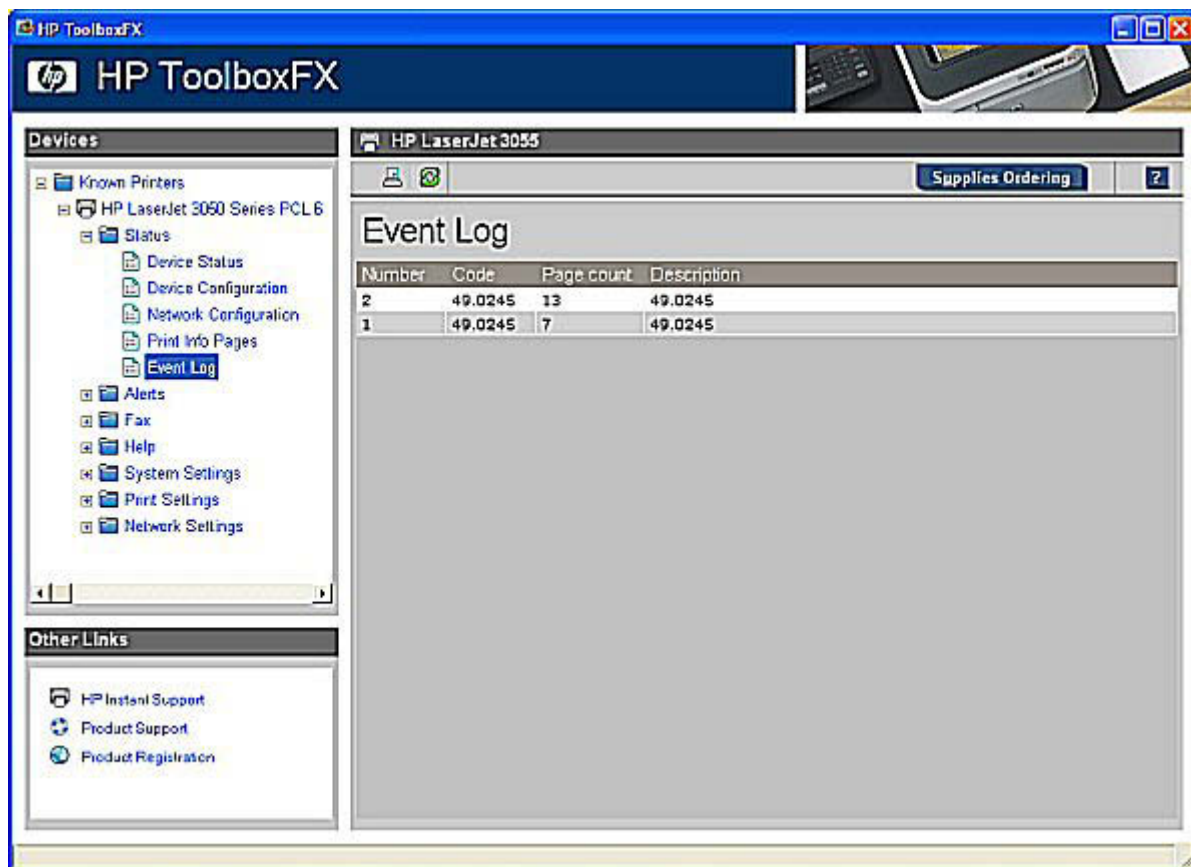 HP ToolboxFX
hp HP ToolboxFX
Devices
Known Printers
HP LaserJet 3050 Series PCL 6
Status
Device Status
Device Configuration
Network Configuration
Print Info Pages
Event Log
Alerts
Fax
Help
System Settings
Print Settings
Network Settings
Other Links
HP Instant Support
Product Support
Product Registration
HP LaserJet 3055
Supplies Ordering ?
Event Log
Number Code Page count Description
2 49.0245 13 49.0245
1 49.0245 7 49.0245